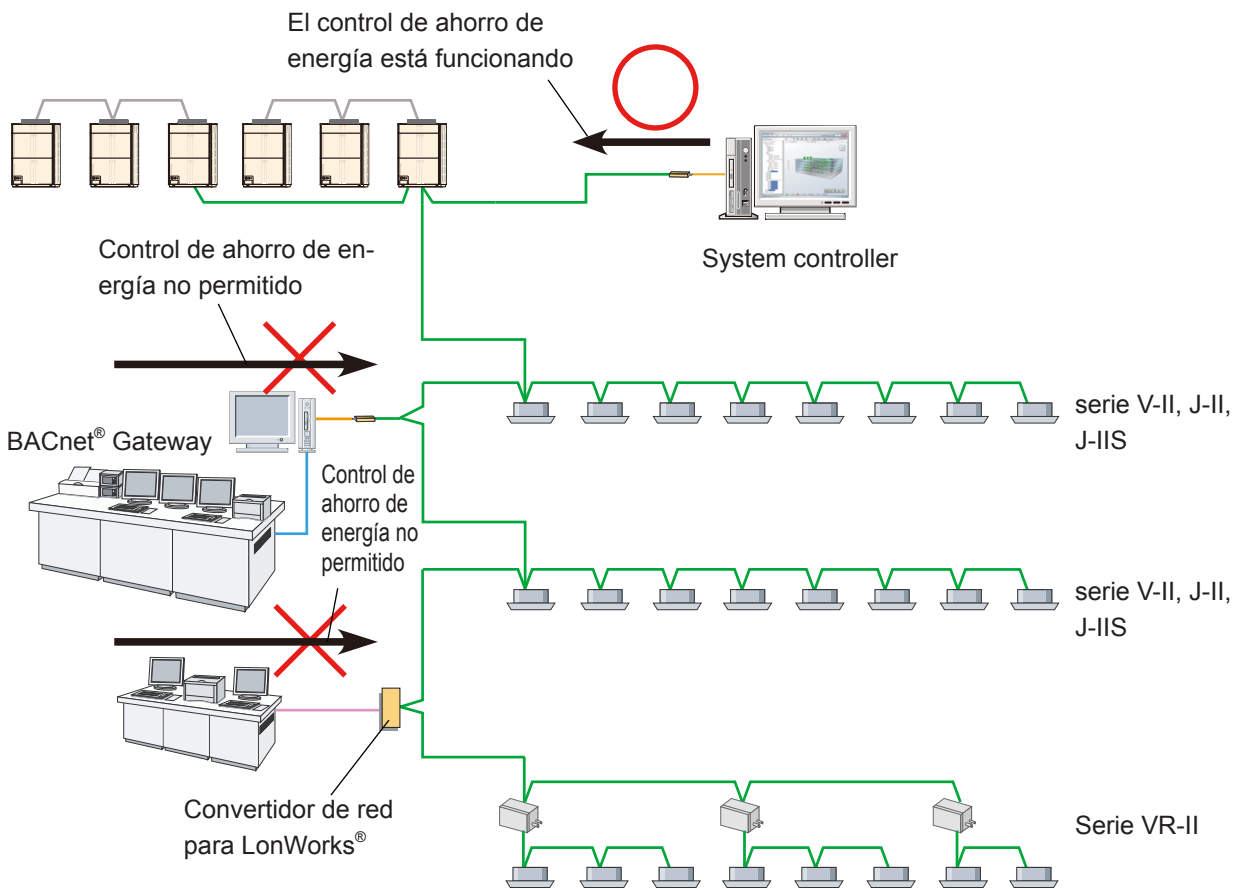 El control de ahorro de
energía está funcionando
System controller
Control de ahorro de en-
ergía no permitido
serie V-II, J-II,
J-IIS
BACnet® Gateway
Control de
ahorro de
energía no
permitido
serie V-II, J-II,
J-IIS
Convertidor de red
para LonWorks®
Serie VR-II